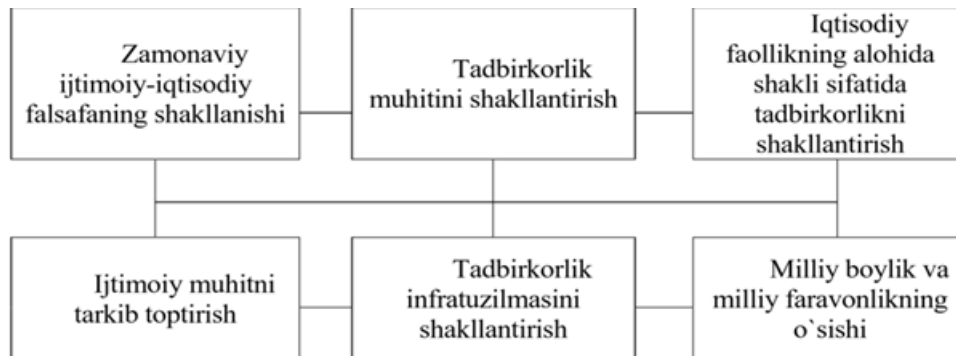 Zamonaviy
ijtimoiy-iqtisodiy
falsafaning shakllanishi
Tadbirkorlik
muhitini shakllantirish
Iqtisodiy
faollikning alohida
shakli sifatida
tadbirkorlikni
shakllantirish
Ijtimoiy muhitni
tarkib toptirish
Tadbirkorlik
infratuzilmasini
shakllantirish
Milliy boylik va
milliy faravonlikning
o`sishi